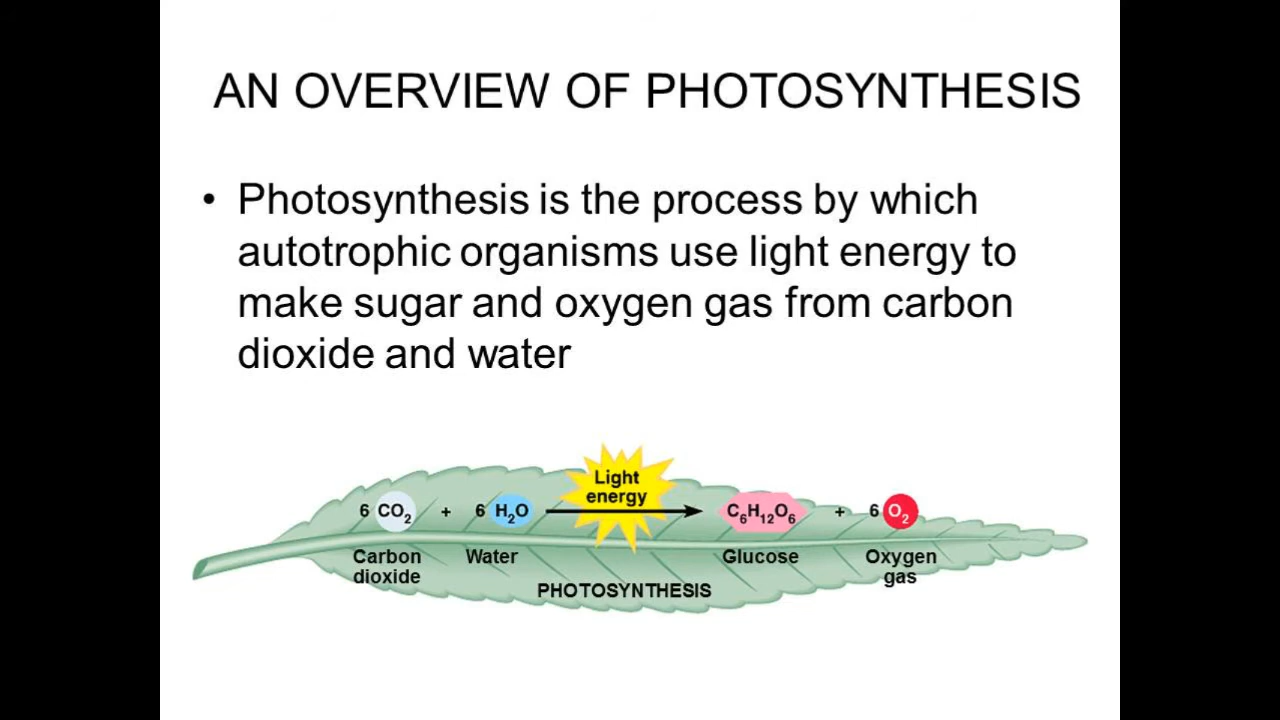 AN OVERVIEW OF PHOTOSYNTHESIS
• Photosynthesis is the process by which
autotrophic organisms use light energy to
make sugar and oxygen gas from carbon
dioxide and water
Light
energy
6 CO₂ + 6 H₂O C₆H₁₂O₆ + 6 O₂
Carbon
dioxide
Water
Glucose
Oxygen
gas
PHOTOSYNTHESIS